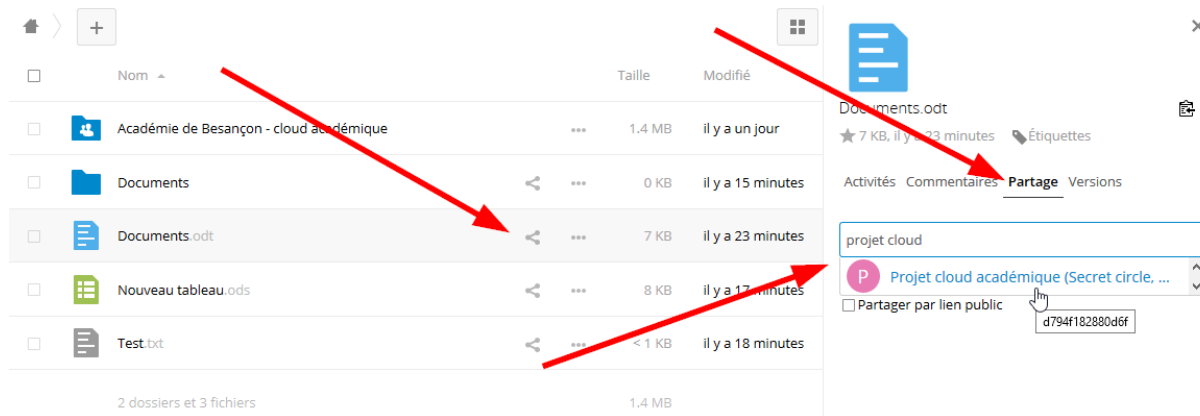 Nom Taille Modifié
Académie de Besançon - cloud académique 1.4 MB il y a un jour
Documents 0 KB il y a 15 minutes
Documents.odt 7 KB il y a 23 minutes
Nouveau tableau.ods 8 KB il y a 17 minutes
Test.txt < 1 KB il y a 18 minutes
2 dossiers et 3 fichiers 1.4 MB
Documents.odt
7 KB, il y a 23 minutes Étiquettes
Activités Commentaires Partage Versions
projet cloud
P Projet cloud académique (Secret circle, ...
Partager par lien public
d794f182880d6f